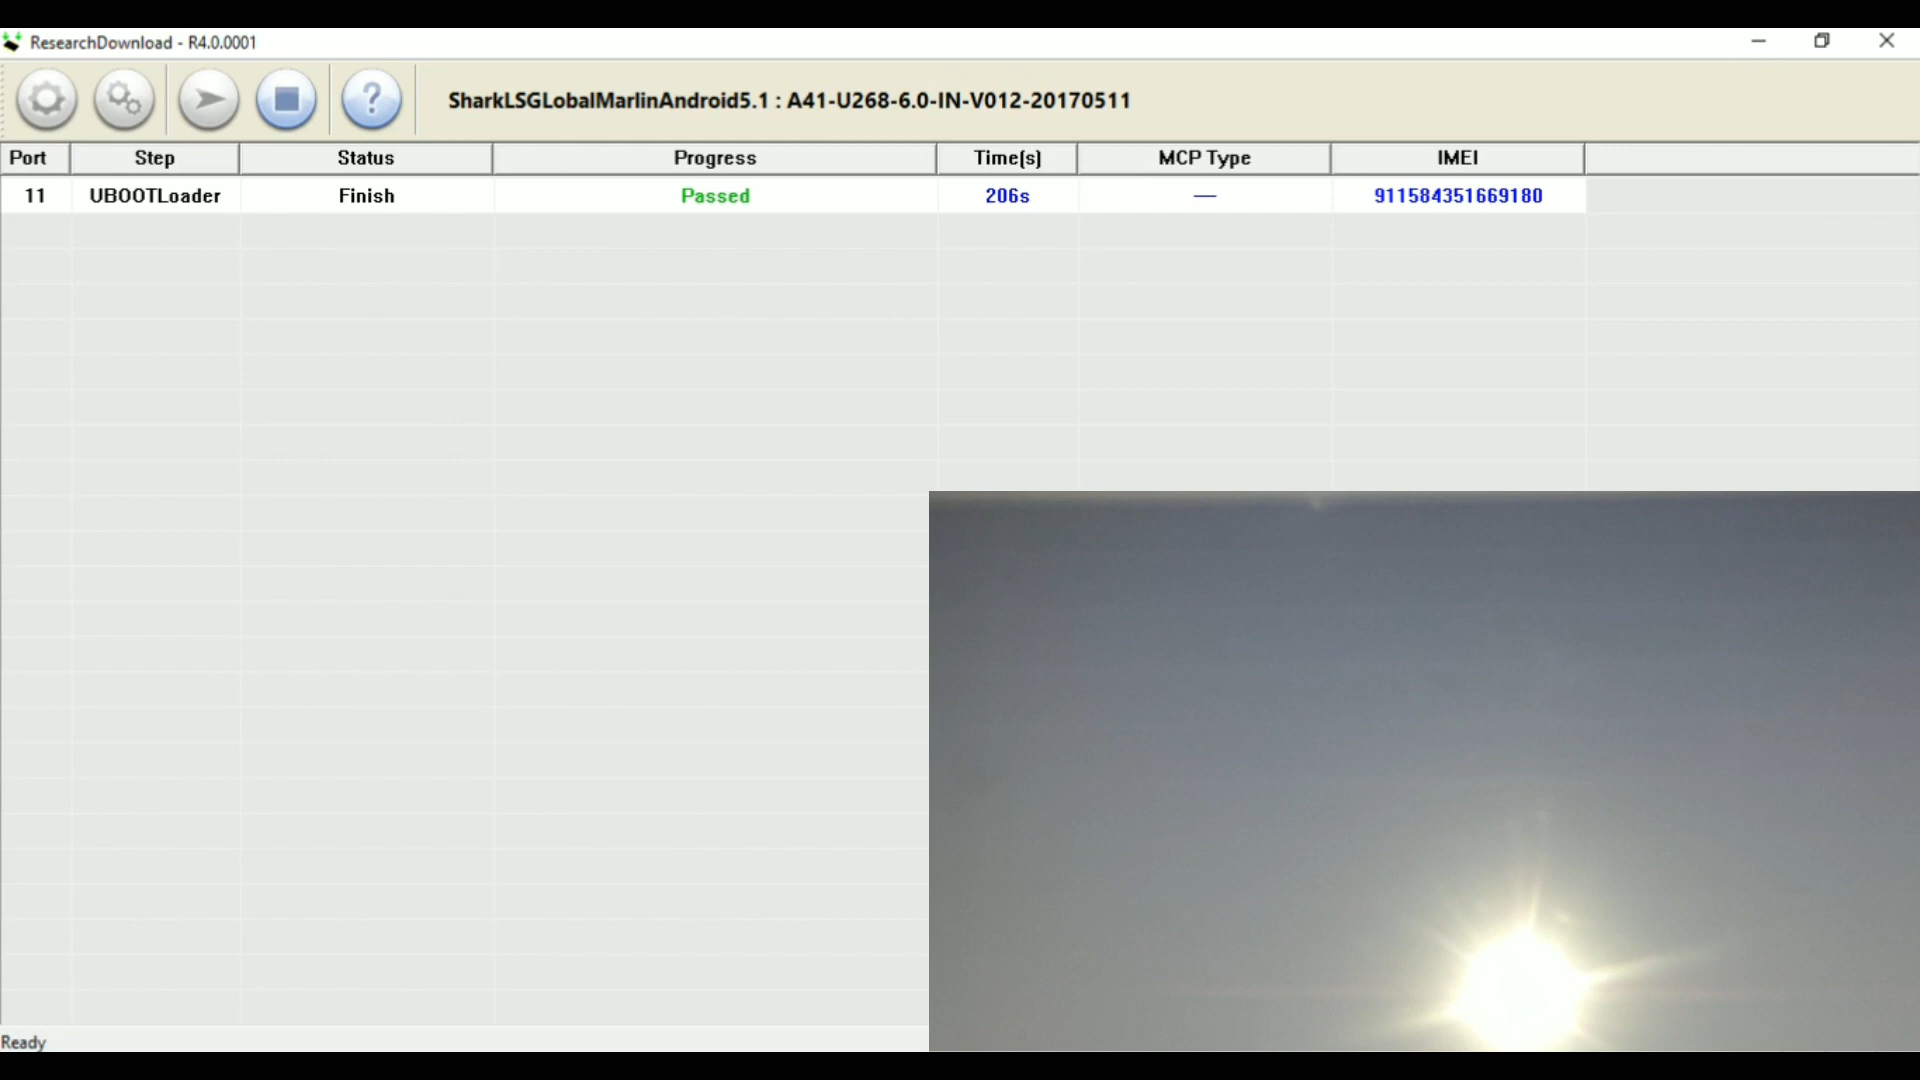 ResearchDownload - R4.0.0001
SharkLSGLobalMarlinAndroid5.1 : A41-U268-6.0-IN-V012-20170511
Port Step Status Progress Time(s) MCP Type IMEI
11 UBOOTLoader Finish Passed 206s — 911584351669180
Ready